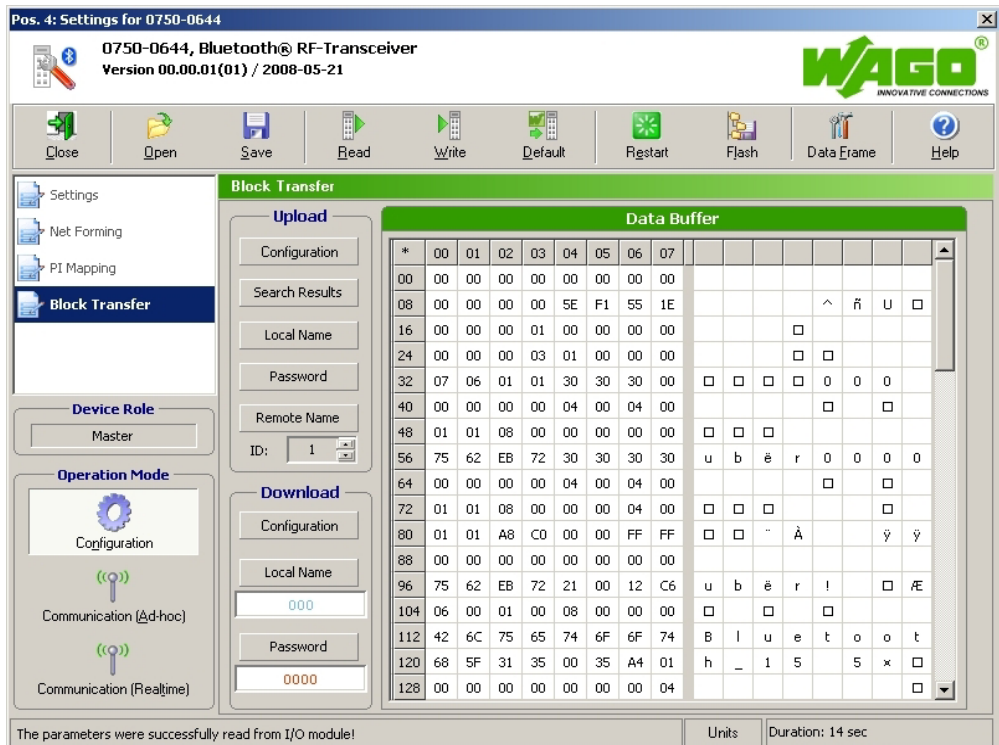 Pos. 4: Settings for 0750-0644
0750-0644, Bluetooth® RF-Transceiver
Version 00.00.01(01) / 2008-05-21
WAGO®
INNOVATIVE CONNECTIONS
Close Open Save Read Write Default Restart Flash Data Frame Help
Settings
Net Forming
PI Mapping
Block Transfer
Device Role
Master
Operation Mode
Configuration
Communication (Ad-hoc)
Communication (Realtime)
Block Transfer
Upload
Configuration
Search Results
Local Name
Password
Remote Name
ID: 1
Download
Configuration
Local Name
000
Password
0000
Data Buffer
* 00 01 02 03 04 05 06 07
00 00 00 00 00 00 00 00 00
08 00 00 00 00 5E F1 55 1E ^ ñ U □
16 00 00 00 01 00 00 00 00 □
24 00 00 00 03 01 00 00 00 □ □
32 07 06 01 01 30 30 30 00 □ □ □ □ 0 0 0
40 00 00 00 00 04 00 04 00 □ □
48 01 01 08 00 00 00 00 00 □ □ □
56 75 62 EB 72 30 30 30 30 u b ë r 0 0 0 0
64 00 00 00 00 04 00 04 00 □ □
72 01 01 08 00 00 00 04 00 □ □ □ □
80 01 01 A8 C0 00 00 FF FF □ □ ¨ À ÿ ÿ
88 00 00 00 00 00 00 00 00
96 75 62 EB 72 21 00 12 C6 u b ë r ! □ Æ
104 06 00 01 00 08 00 00 00 □ □ □
112 42 6C 75 65 74 6F 6F 74 B l u e t o o t
120 68 5F 31 35 00 35 A4 01 h _ 1 5 5 ¤ □
128 00 00 00 00 00 00 00 04 □
The parameters were successfully read from I/O module!
Units
Duration: 14 sec